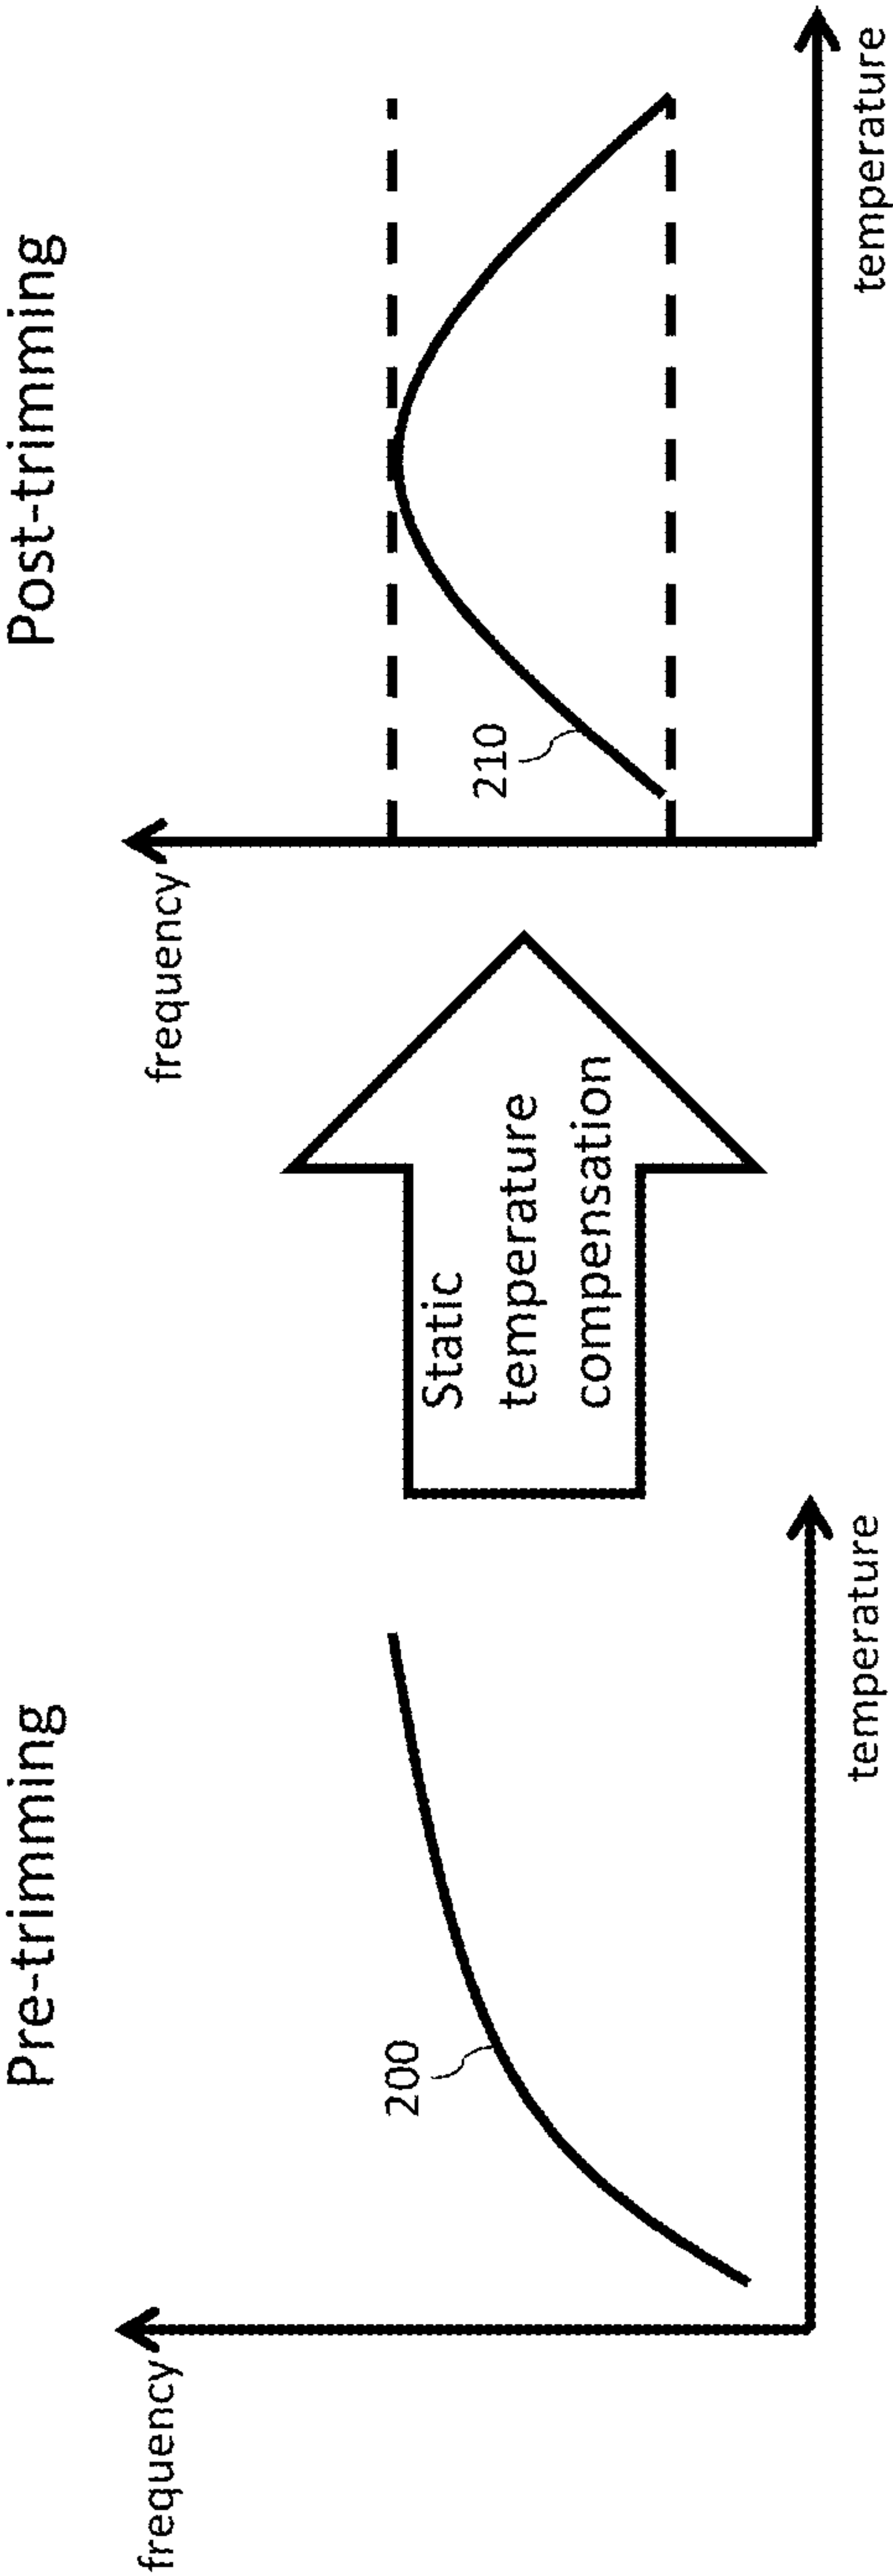 Pre-trimming
frequency
200
temperature
Static
temperature
compensation
Post-trimming
frequency
210
temperature